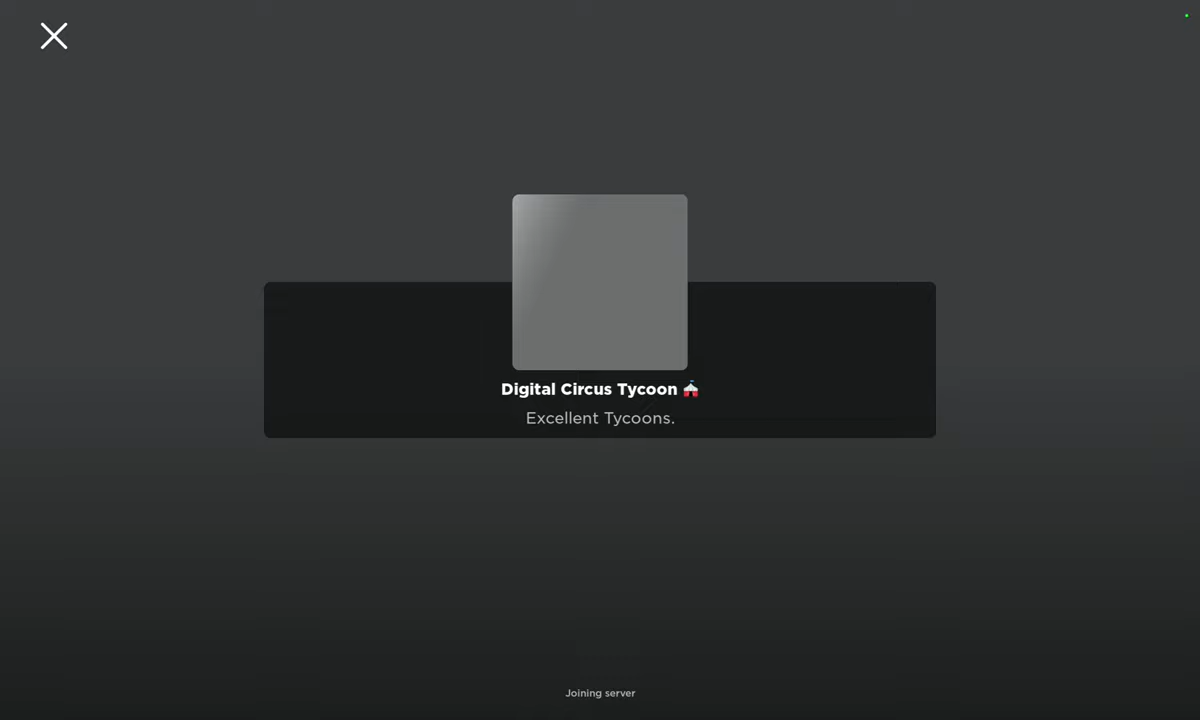 Digital Circus Tycoon 🎪
Excellent Tycoons.
Joining server